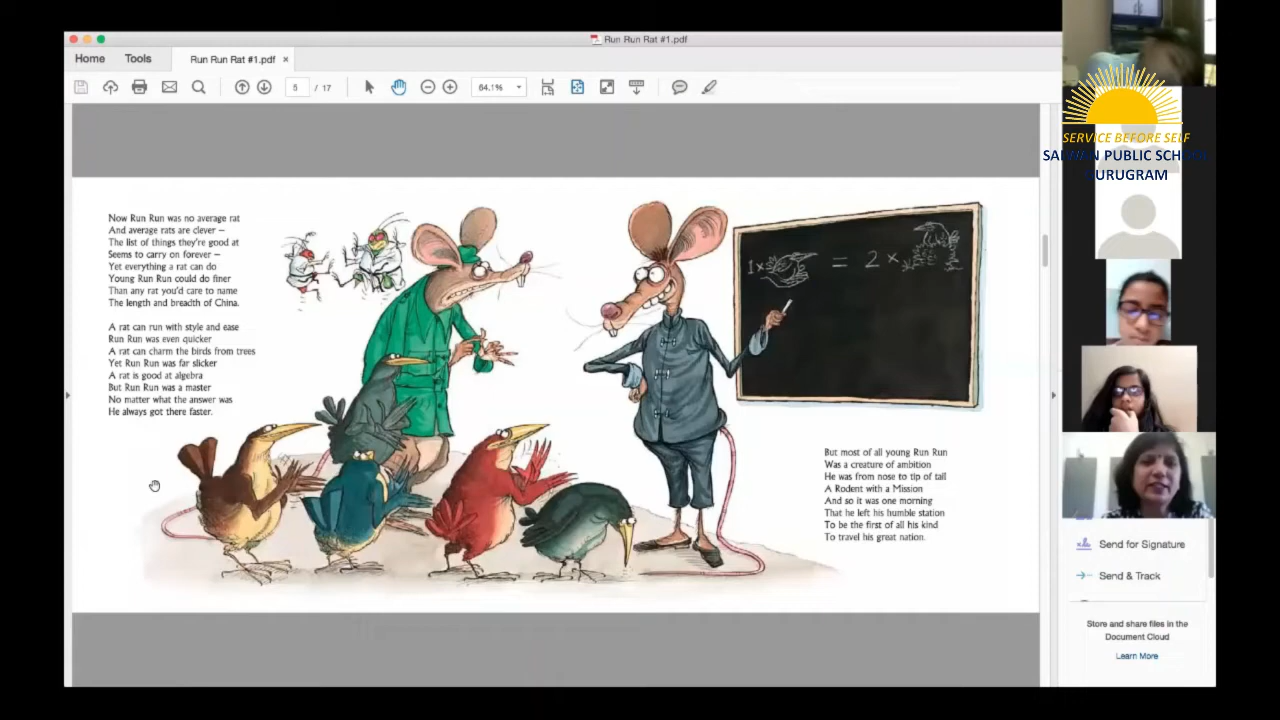 Run Run Rat #1.pdf
Home
Tools
Run Run Rat #1.pdf ×
5 / 17
64.1%
SERVICE BEFORE SELF
SALWAN PUBLIC SCHOOL
GURUGRAM
Now Run Run was no average rat
And average rats are clever –
The list of things they're good at
Seems to carry on forever –
Yet everything a rat can do
Young Run Run could do finer
Than any rat you'd care to name
The length and breadth of China.
A rat can run with style and ease
Run Run was even quicker
A rat can charm the birds from trees
Yet Run Run was far slicker
A rat is good at algebra
But Run Run was a master
No matter what the answer was
He always got there faster.
1× = 2×
But most of all young Run Run
Was a creature of ambition
He was from nose to tip of tail
A Rodent with a Mission
And so it was one morning
That he left his humble station
To be the first of all his kind
To travel his great nation.
Send for Signature
Send & Track
Store and share files in the
Document Cloud
Learn More